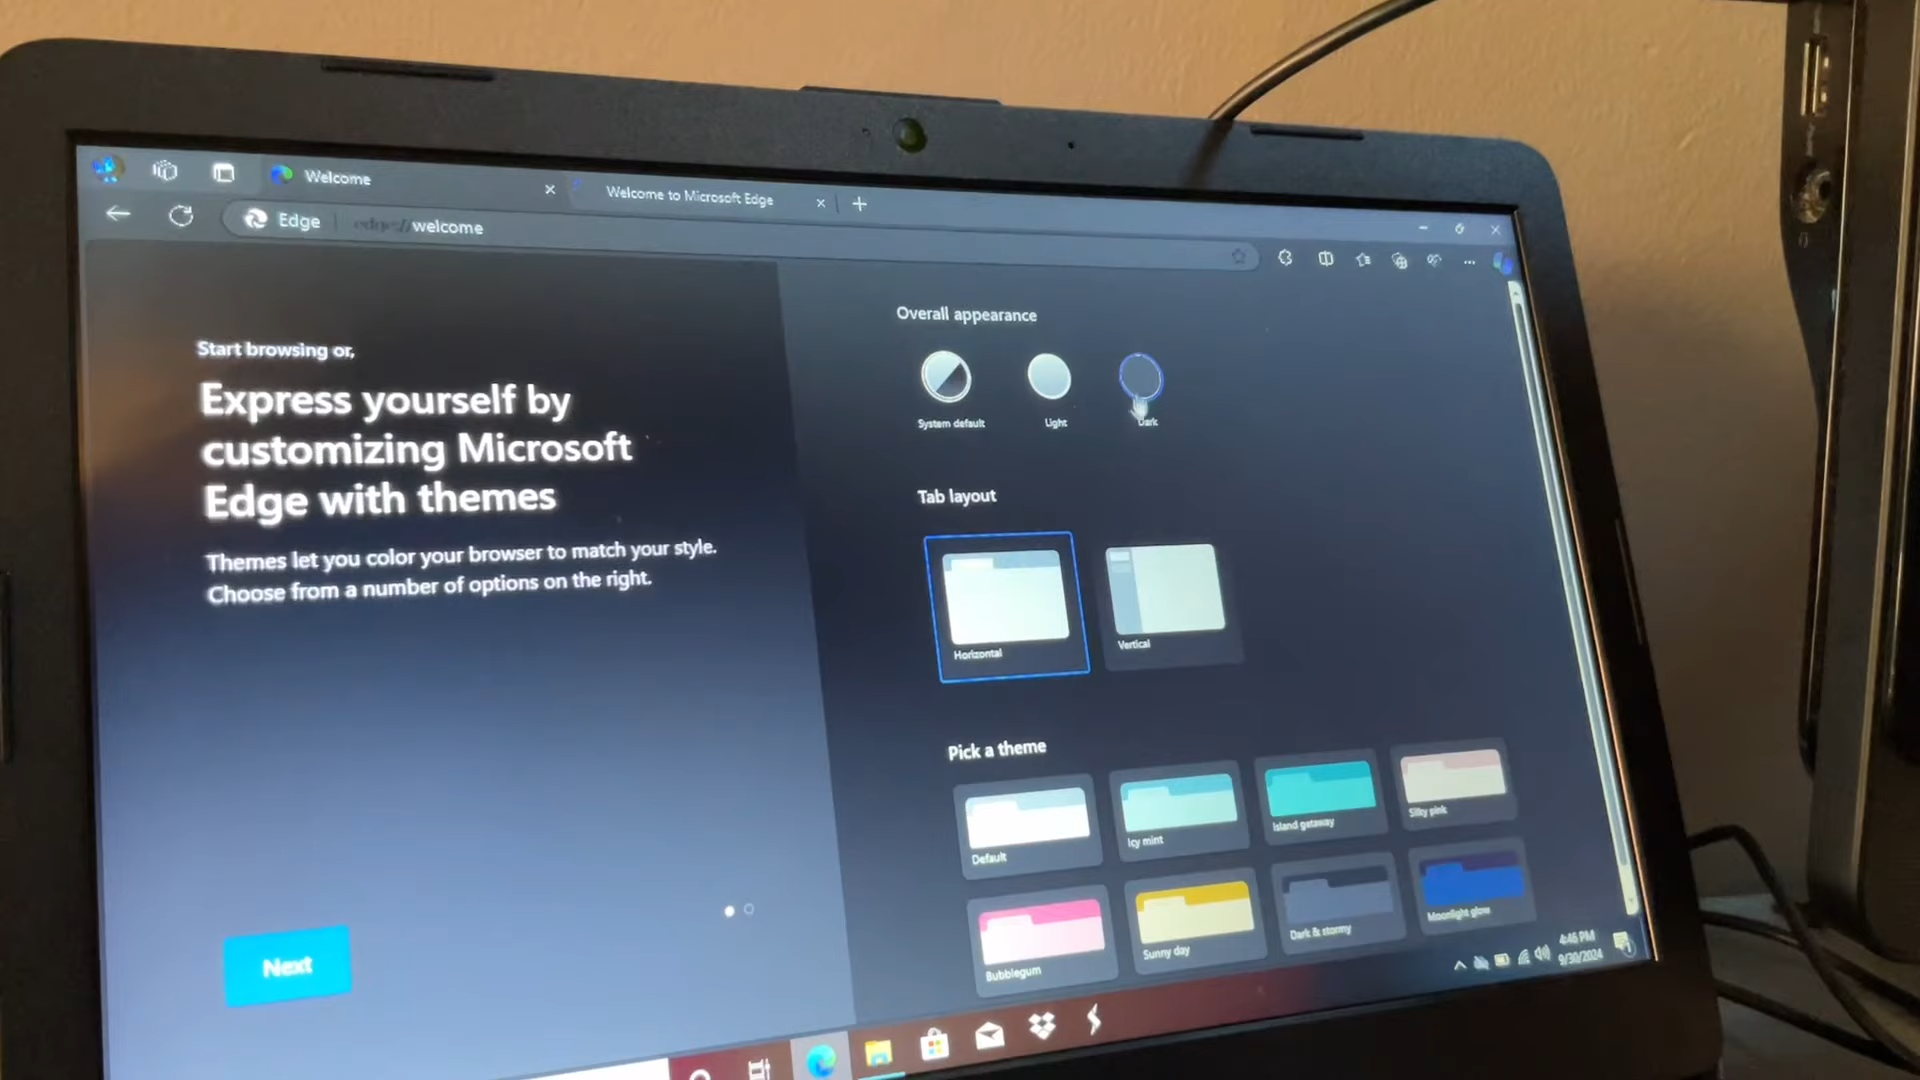 Welcome
Welcome to Microsoft Edge
Edge
edge://welcome
Start browsing or,
Express yourself by
customizing Microsoft
Edge with themes
Themes let you color your browser to match your style.
Choose from a number of options on the right.
Next
Overall appearance
System default
Light
Dark
Tab layout
Horizontal
Vertical
Pick a theme
Default
Icy mint
Island getaway
Silky pink
Bubblegum
Sunny day
Dark & stormy
Moonlight glow
4:46 PM
9/30/2024